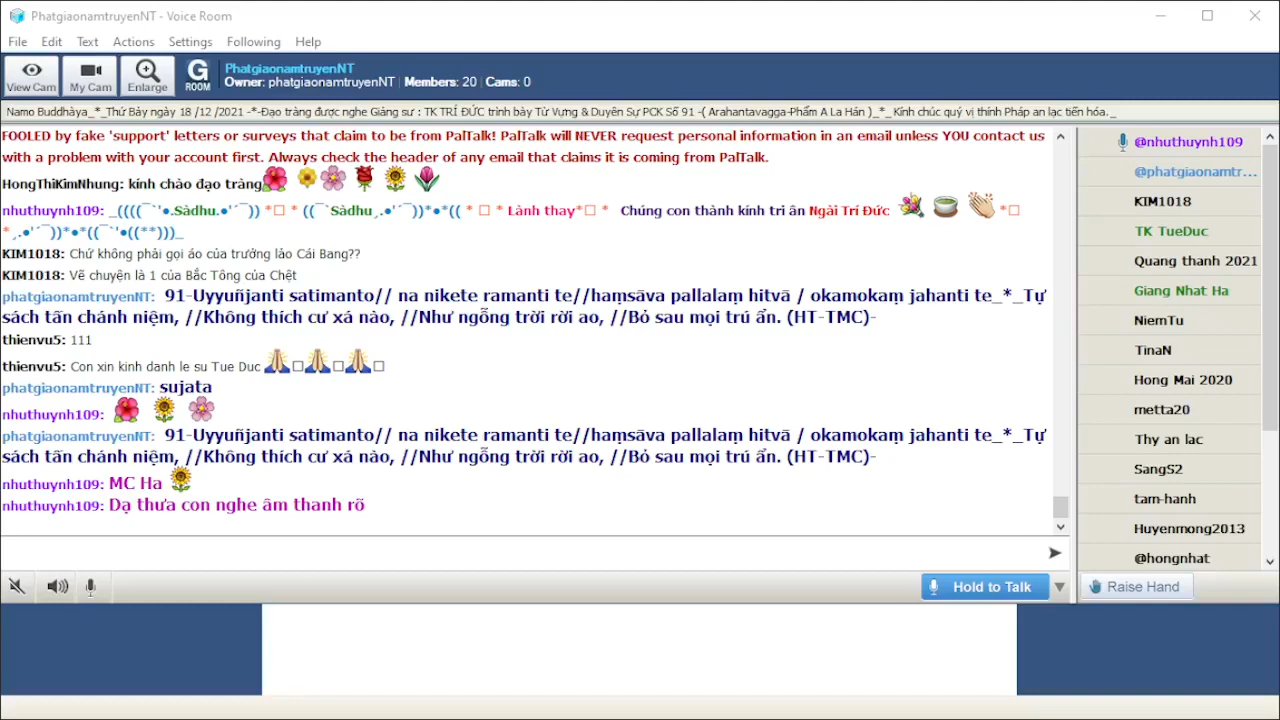 PhatgiaonamtruyenNT - Voice Room
File Edit Text Actions Settings Following Help
View Cam My Cam Enlarge G ROOM
PhatgiaonamtruyenNT
Owner: phatgiaonamtruyenNT | Members: 20 | Cams: 0
Namo Buddhàya_*_Thứ Bảy ngày 18 /12 /2021 -*-Đạo tràng được nghe Giảng sư : TK TRÍ ĐỨC trình bày Từ Vựng & Duyên Sự PCK Số 91 -{ Arahantavagga-Phẩm A La Hán )_*_Kính chúc quý vị thính Pháp an lạc tiến hóa._
FOOLED by fake 'support' letters or surveys that claim to be from PalTalk! PalTalk will NEVER request personal information in an email unless YOU contact us
with a problem with your account first. Always check the header of any email that claims it is coming from PalTalk.
HongThiKimNhung: kính chào đạo tràng
nhuthuynh109: _((((¯`'•.Sàdhu.•'´¯)) *□ * ((¯`Sàdhu¸.•'´¯))*•*(( * □ * Lành thay*□ * Chúng con thành kính tri ân Ngài Trí Đức *□
*¸.•'´¯))*•*((¯`'•((**)))_
KIM1018: Chứ không phải gọi áo của trưởng lảo Cái Bang??
KIM1018: Vẽ chuyện là 1 của Bắc Tông của Chệt
phatgiaonamtruyenNT: 91-Uyyuñjanti satimanto// na nikete ramanti te//haṃsāva pallalaṃ hitvā / okamokaṃ jahanti te_*_Tự
sách tấn chánh niệm, //Không thích cư xá nào, //Như ngỗng trời rời ao, //Bỏ sau mọi trú ẩn. (HT-TMC)-
thienvu5: 111
thienvu5: Con xin kinh danh le su Tue Duc □ □ □
phatgiaonamtruyenNT: sujata
nhuthuynh109:
phatgiaonamtruyenNT: 91-Uyyuñjanti satimanto// na nikete ramanti te//haṃsāva pallalaṃ hitvā / okamokaṃ jahanti te_*_Tự
sách tấn chánh niệm, //Không thích cư xá nào, //Như ngỗng trời rời ao, //Bỏ sau mọi trú ẩn. (HT-TMC)-
nhuthuynh109: MC Ha
nhuthuynh109: Dạ thưa con nghe âm thanh rõ
Hold to Talk
@nhuthuynh109
@phatgiaonamtr...
KIM1018
TK TueDuc
Quang thanh 2021
Giang Nhat Ha
NiemTu
TinaN
Hong Mai 2020
metta20
Thy an lac
SangS2
tam-hanh
Huyenmong2013
@hongnhat
Raise Hand